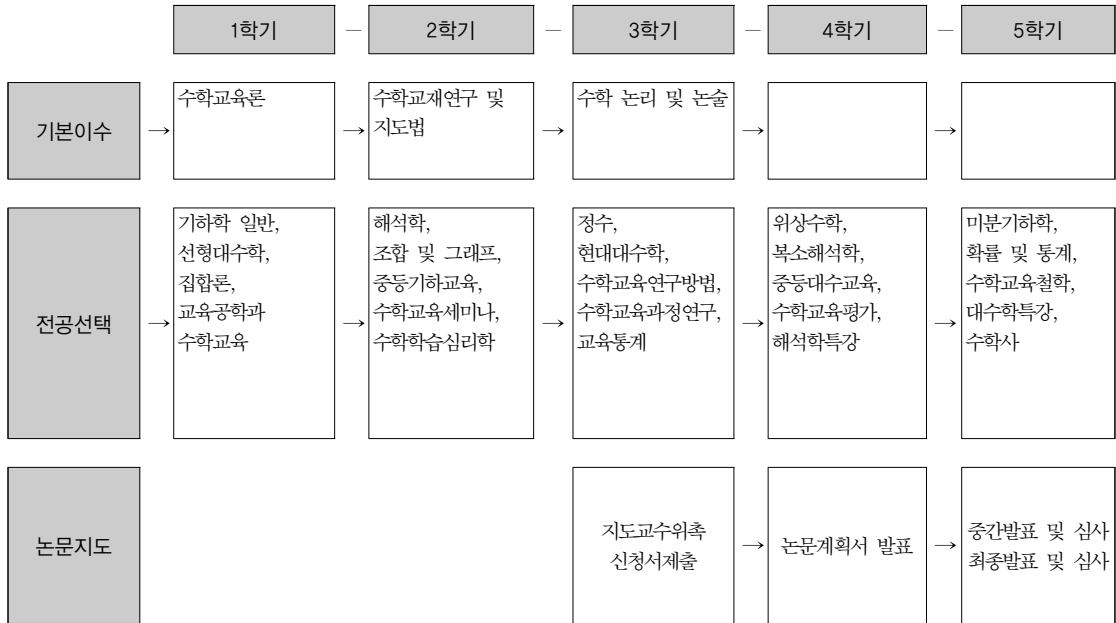 1학기 – 2학기 – 3학기 – 4학기 – 5학기
기본이수
→
수학교육론
→
수학교재연구 및
지도법
→
수학 논리 및 논술
→
→
전공선택
→
기하학 일반,
선형대수학,
집합론,
교육공학과
수학교육
→
해석학,
조합 및 그래프,
중등기하교육,
수학교육세미나,
수학학습심리학
→
정수,
현대대수학,
수학교육연구방법,
수학교육과정연구,
교육통계
→
위상수학,
복소해석학,
중등대수교육,
수학교육평가,
해석학특강
→
미분기하학,
확률 및 통계,
수학교육철학,
대수학특강,
수학사
논문지도
지도교수위촉
신청서제출
→
논문계획서 발표
→
중간발표 및 심사
최종발표 및 심사